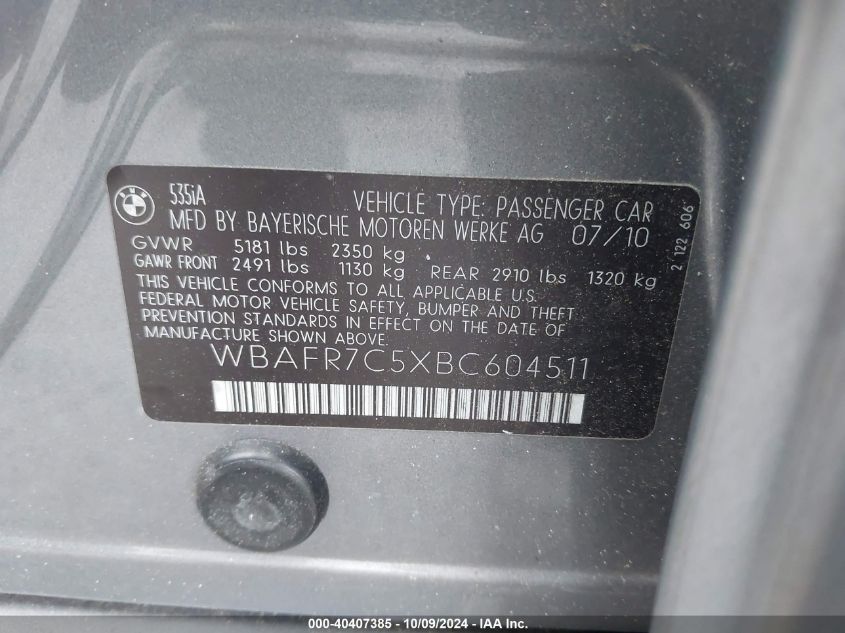 BMW
535iA
VEHICLE TYPE: PASSENGER CAR
MFD BY BAYERISCHE MOTOREN WERKE AG 07/10
GVWR 5181 lbs 2350 kg
GAWR FRONT 2491 lbs 1130 kg REAR 2910 lbs 1320 kg
THIS VEHICLE CONFORMS TO ALL APPLICABLE U.S.
FEDERAL MOTOR VEHICLE SAFETY, BUMPER AND THEFT
PREVENTION STANDARDS IN EFFECT ON THE DATE OF
MANUFACTURE SHOWN ABOVE.
WBAFR7C5XBC604511
2 122 606
000-40407385 - 10/09/2024 - IAA Inc.